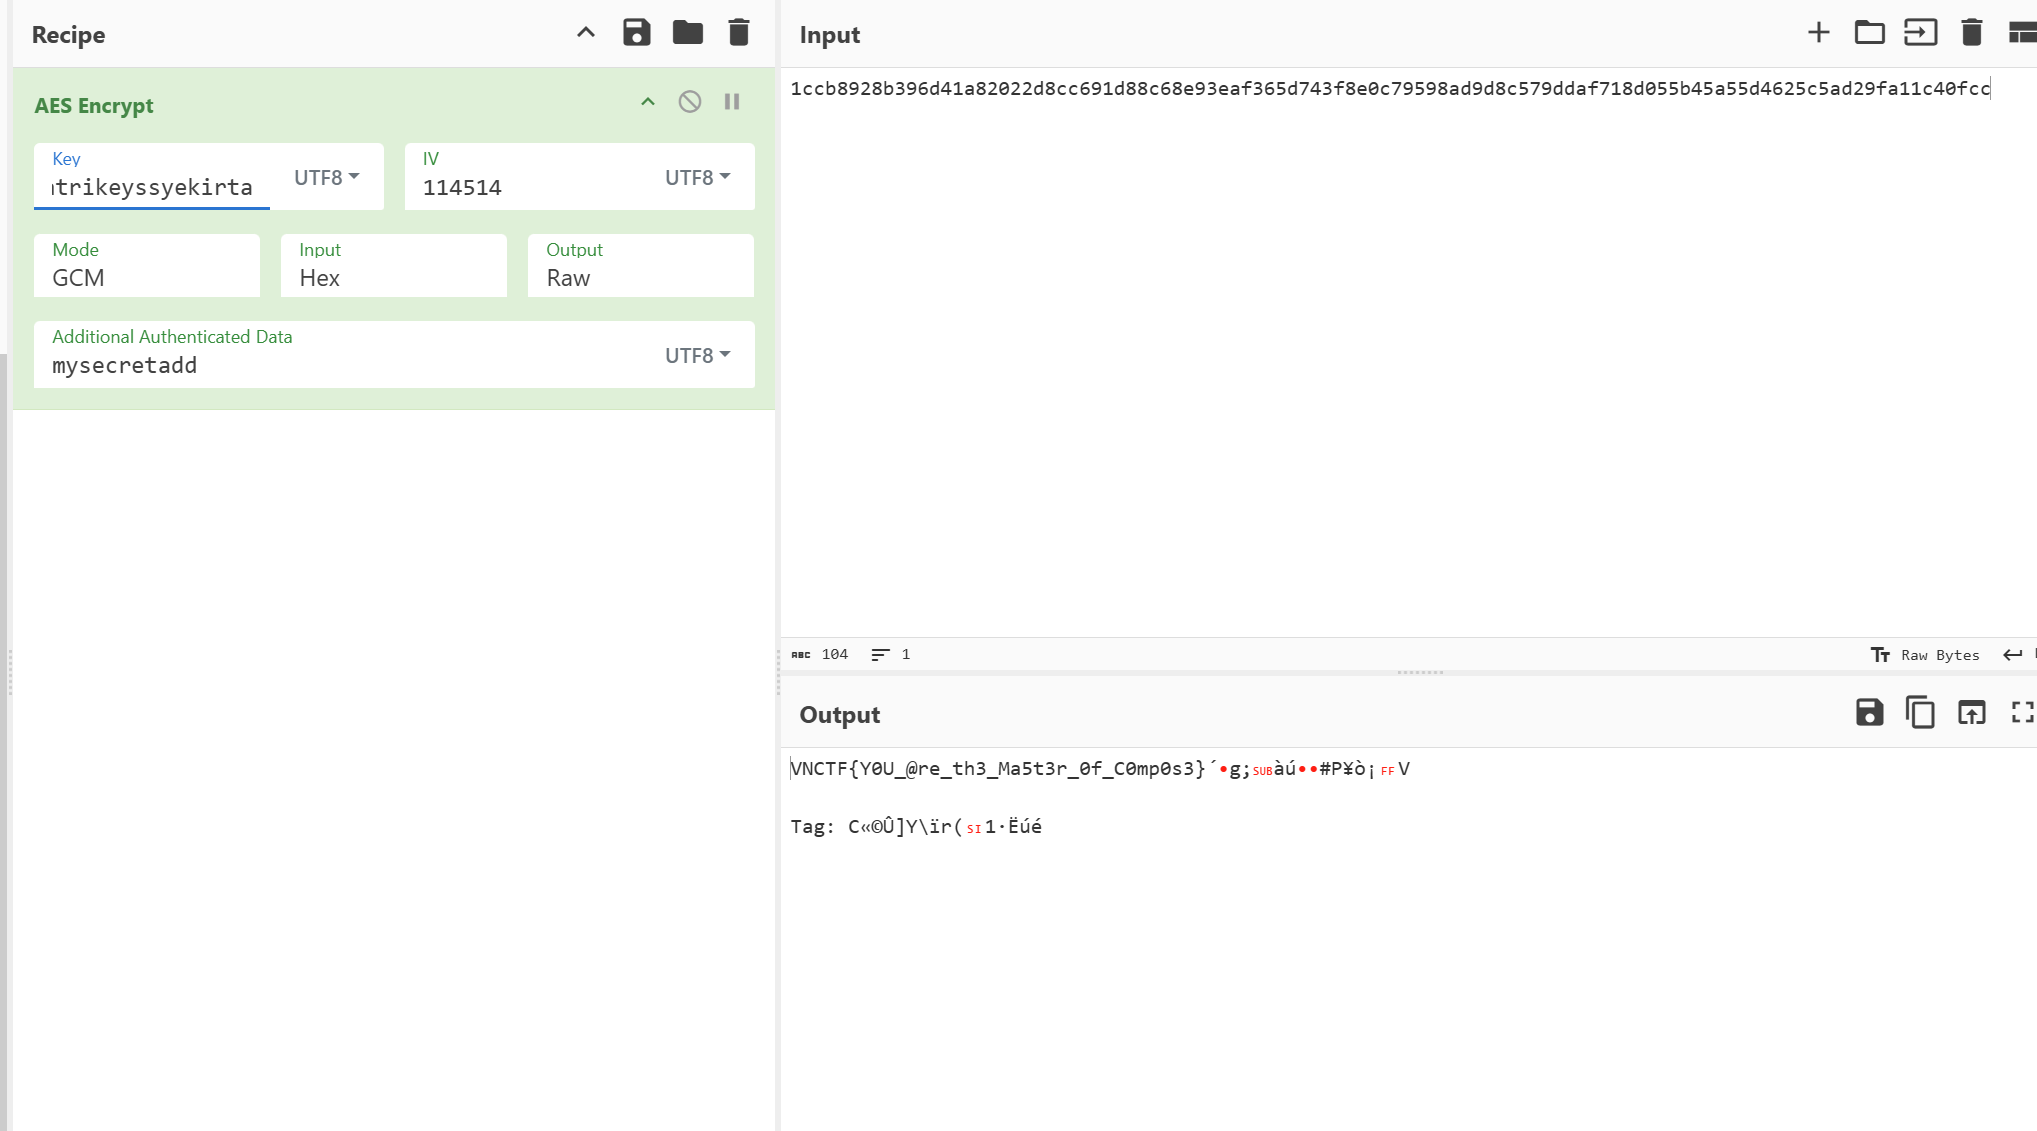 Recipe
AES Encrypt
Key
trikeyssyekirta
UTF8
IV
114514
UTF8
Mode
GCM
Input
Hex
Output
Raw
Additional Authenticated Data
mysecretadd
UTF8
Input
1ccb8928b396d41a82022d8cc691d88c68e93eaf365d743f8e0c79598ad9d8c579ddaf718d055b45a55d4625c5ad29fa11c40fcc
ABC 104 1
Raw Bytes
Output
VNCTF{Y0U_@re_th3_Ma5t3r_0f_C0mp0s3}´•g;SUBàú••#P¥ò¡FFV
Tag: C«©Û]Y\ïr(SI1·Ëúé